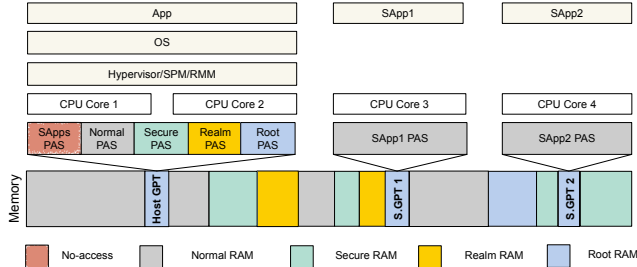 App
SApp1
SApp2
OS
Hypervisor/SPM/RMM
CPU Core 1
CPU Core 2
CPU Core 3
CPU Core 4
SApps PAS
Normal PAS
Secure PAS
Realm PAS
Root PAS
SApp1 PAS
SApp2 PAS
Memory
Host GPT
S.GPT 1
S.GPT 2
No-access
Normal RAM
Secure RAM
Realm RAM
Root RAM